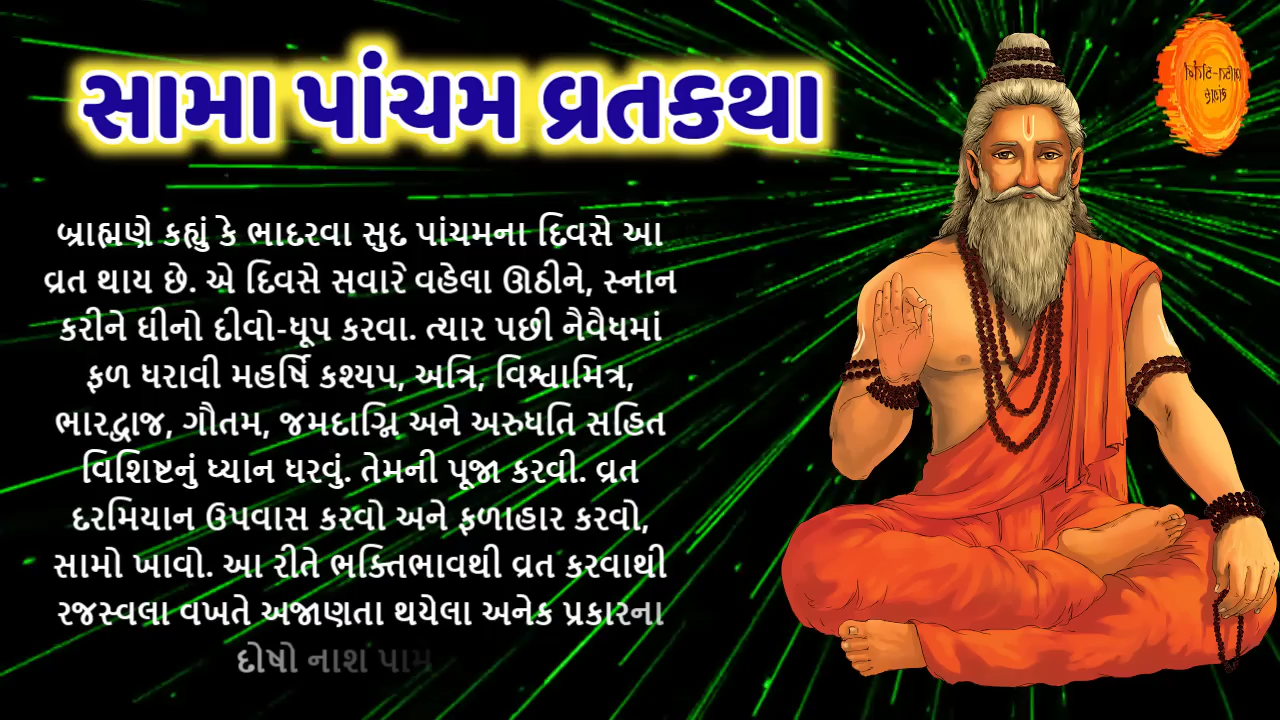 સામા પાંચમ વ્રતકથા
બ્રાહ્મણે કહ્યું કે ભાદરવા સુદ પાંચમના દિવસે આ
વ્રત થાય છે. એ દિવસે સવારે વહેલા ઊઠીને, સ્નાન
કરીને ઘીનો દીવો-ધૂપ કરવા. ત્યાર પછી નૈવૈધમાં
ફળ ધરાવી મહર્ષિ કશ્યપ, અત્રિ, વિશ્વામિત્ર,
ભારદ્વાજ, ગૌતમ, જમદાગ્નિ અને અરુધતિ સહિત
વિશિષ્ટનું ધ્યાન ધરવું. તેમની પૂજા કરવી. વ્રત
દરમિયાન ઉપવાસ કરવો અને ફળાહાર કરવો,
સામો ખાવો. આ રીતે ભક્તિભાવથી વ્રત કરવાથી
રજસ્વલા વખતે અજાણતા થયેલા અનેક પ્રકારના
દોષો નાશ પામ